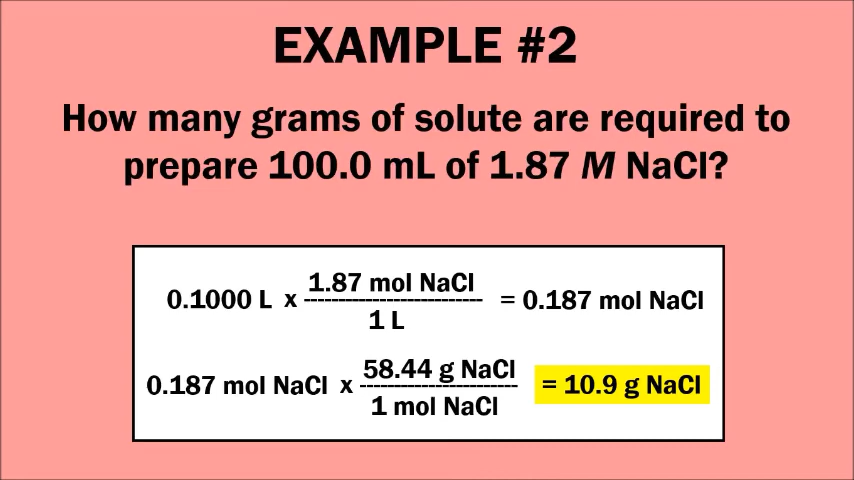 EXAMPLE #2
How many grams of solute are required to
prepare 100.0 mL of 1.87 M NaCl?
0.1000 L x 1.87 mol NaCl / 1 L = 0.187 mol NaCl
0.187 mol NaCl x 58.44 g NaCl / 1 mol NaCl = 10.9 g NaCl